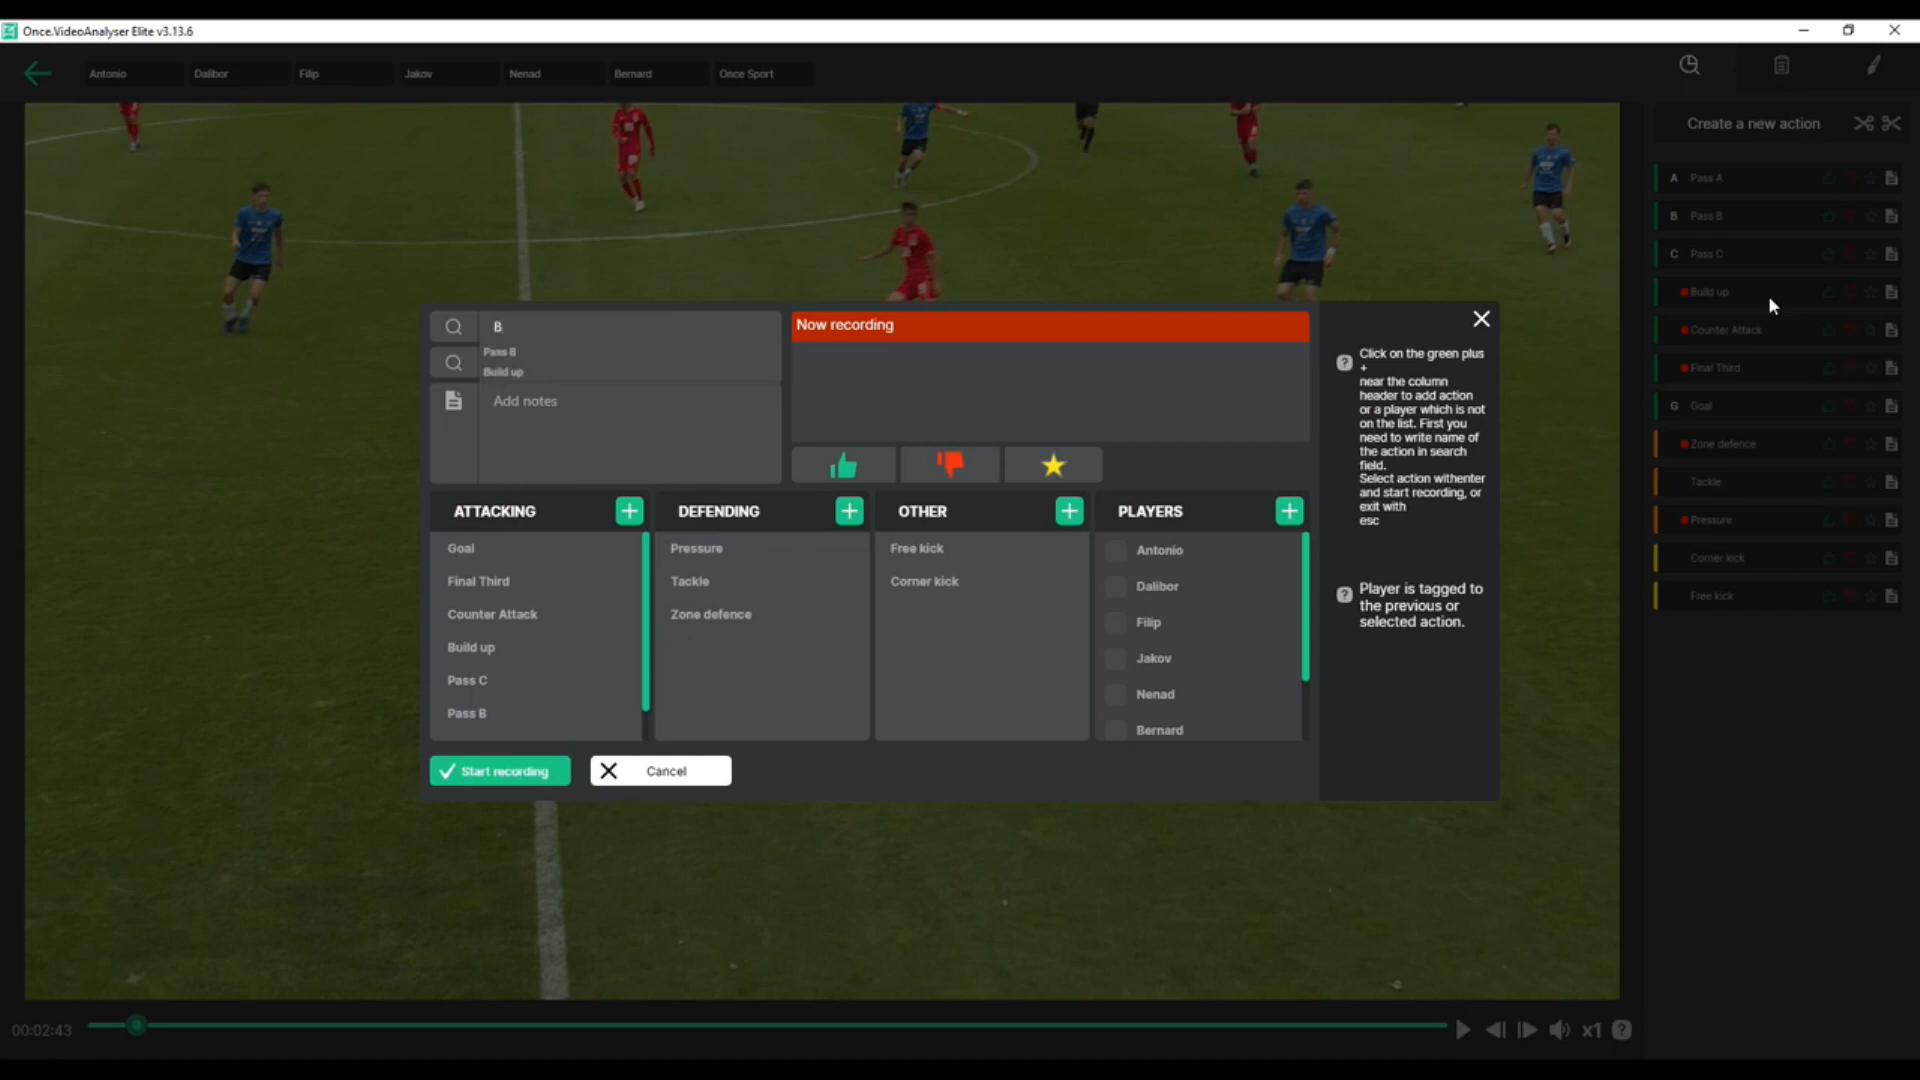 Once.VideoAnalyser Elite v3.13.6
Antonio Dalibor Filip Jakov Nenad Bernard Once Sport
Create a new action
A Pass A
B Pass B
C Pass C
Build up
Counter Attack
Final Third
G Goal
Zone defence
Tackle
Pressure
Corner kick
Free kick
B
Pass B
Build up
Add notes
Now recording
ATTACKING
Goal
Final Third
Counter Attack
Build up
Pass C
Pass B
DEFENDING
Pressure
Tackle
Zone defence
OTHER
Free kick
Corner kick
PLAYERS
Antonio
Dalibor
Filip
Jakov
Nenad
Bernard
Start recording
Cancel
Click on the green plus
+
near the column
header to add action
or a player which is not
on the list. First you
need to write name of
the action in search
field.
Select action withenter
and start recording, or
exit with
esc
Player is tagged to
the previous or
selected action.
00:02:43
x1